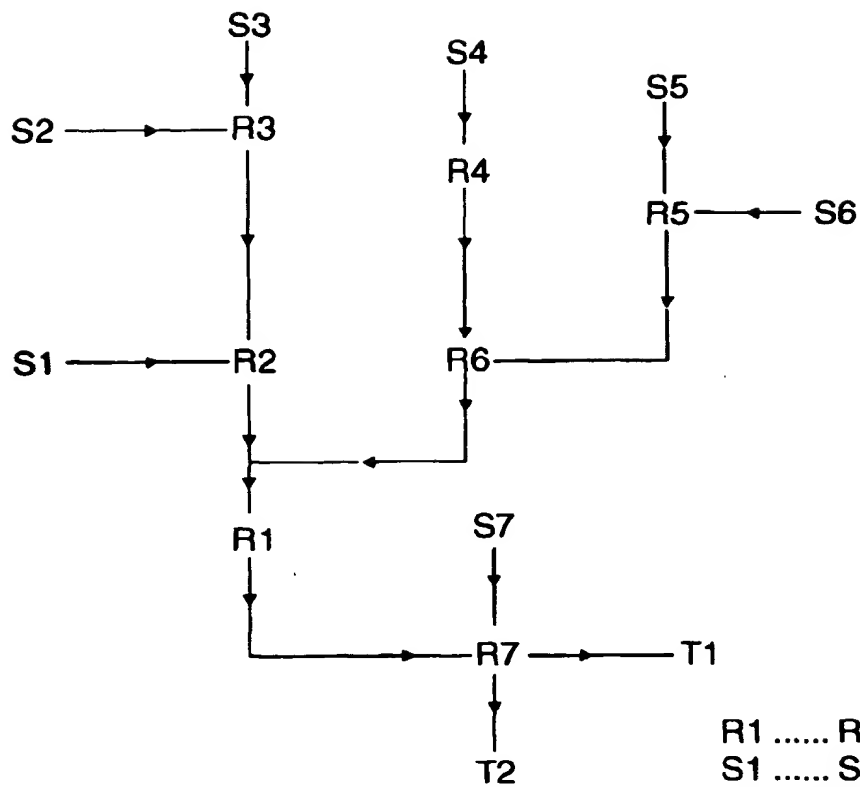 S3
S4
S5
S2 R3
R4
R5 S6
S1 R2 R6
R1 S7
R7 T1
T2
R1 ...... R
S1 ...... S